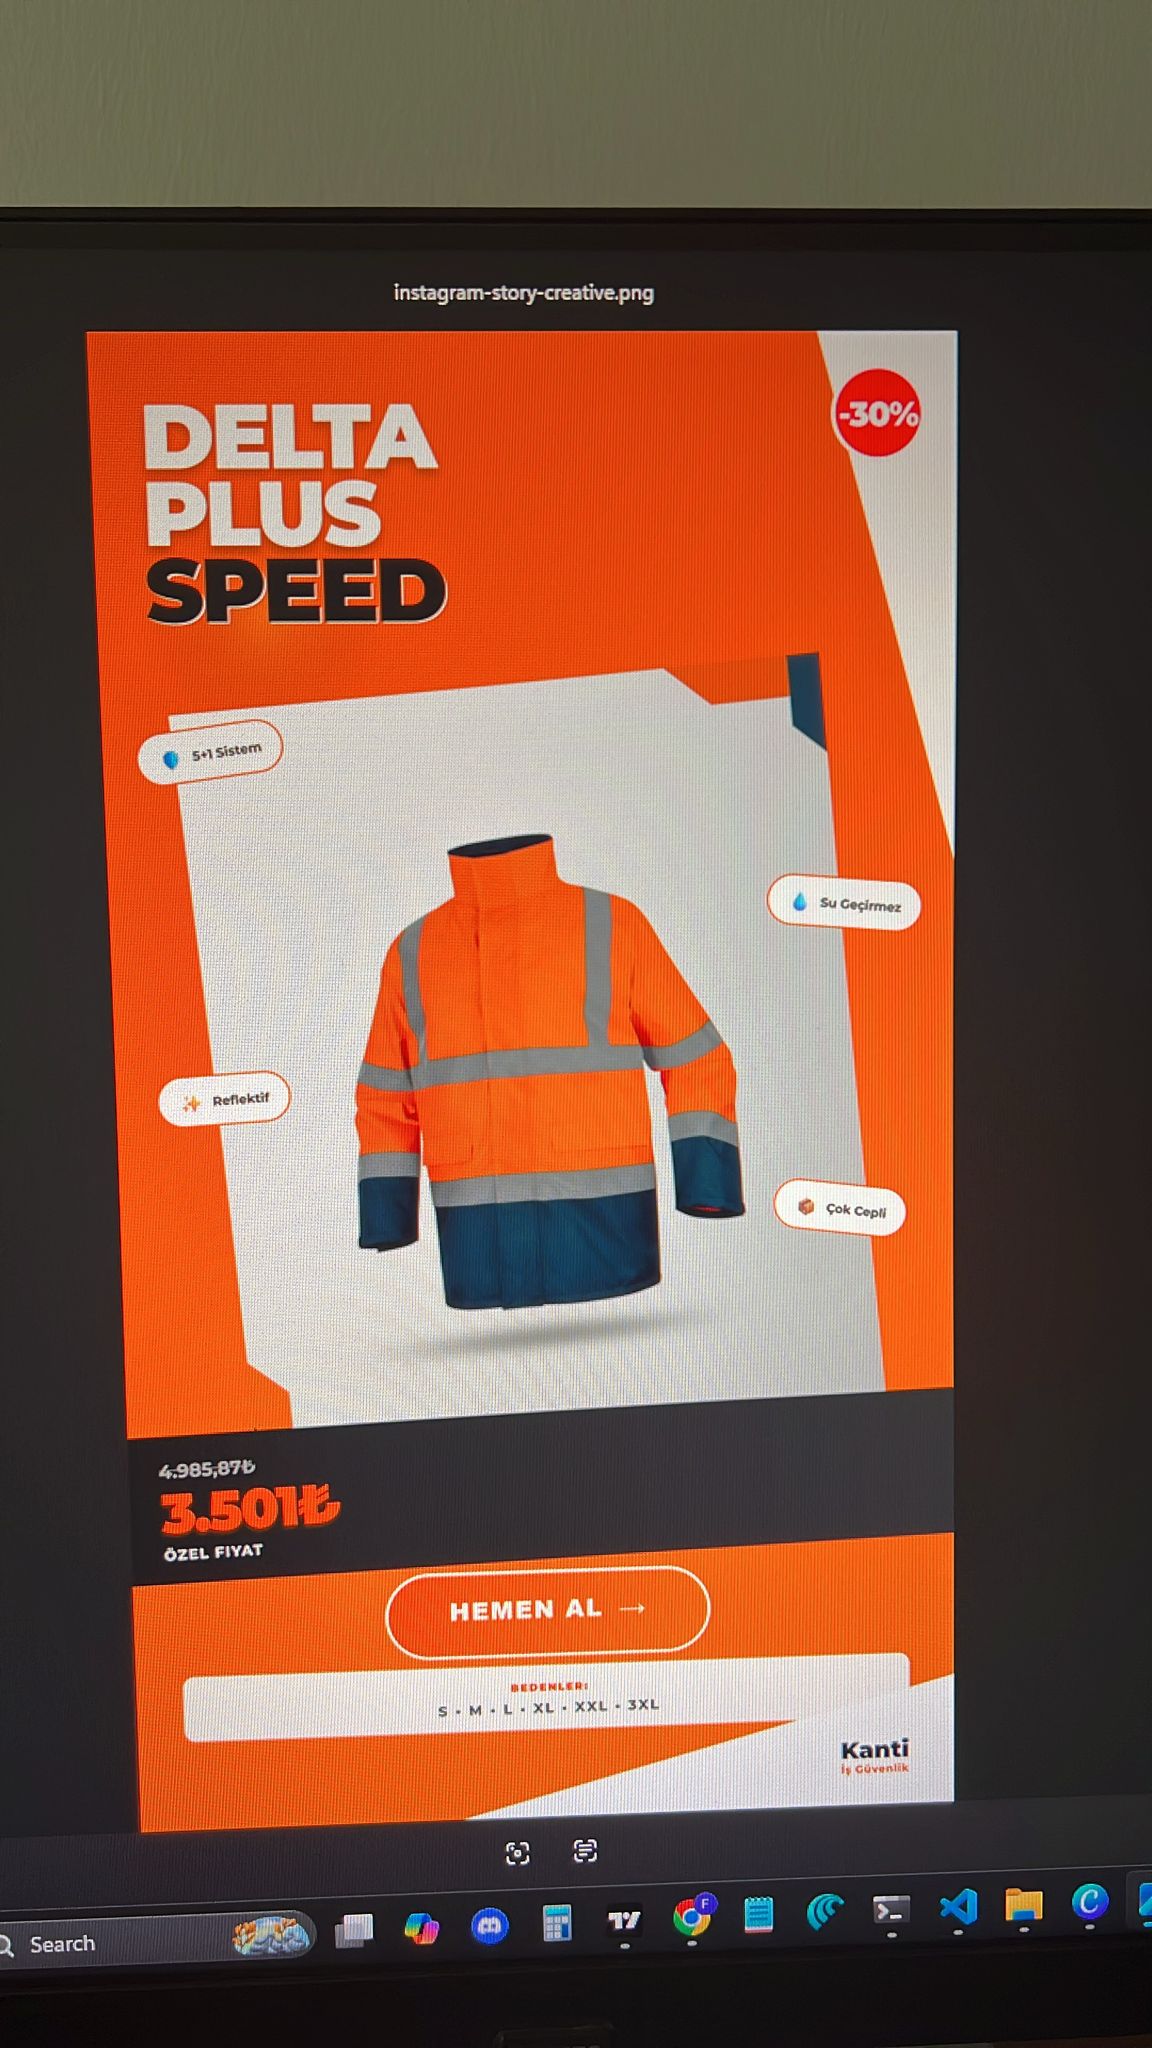 instagram-story-creative.png
-30%
DELTA
PLUS
SPEED
5+1 Sistem
Su Geçirmez
Reflektif
Çok Cepli
4.985,87₺
3.501₺
ÖZEL FIYAT
HEMEN AL →
BEDENLER:
S • M • L • XL • XXL • 3XL
Kanti
İş Güvenlik
Search
F